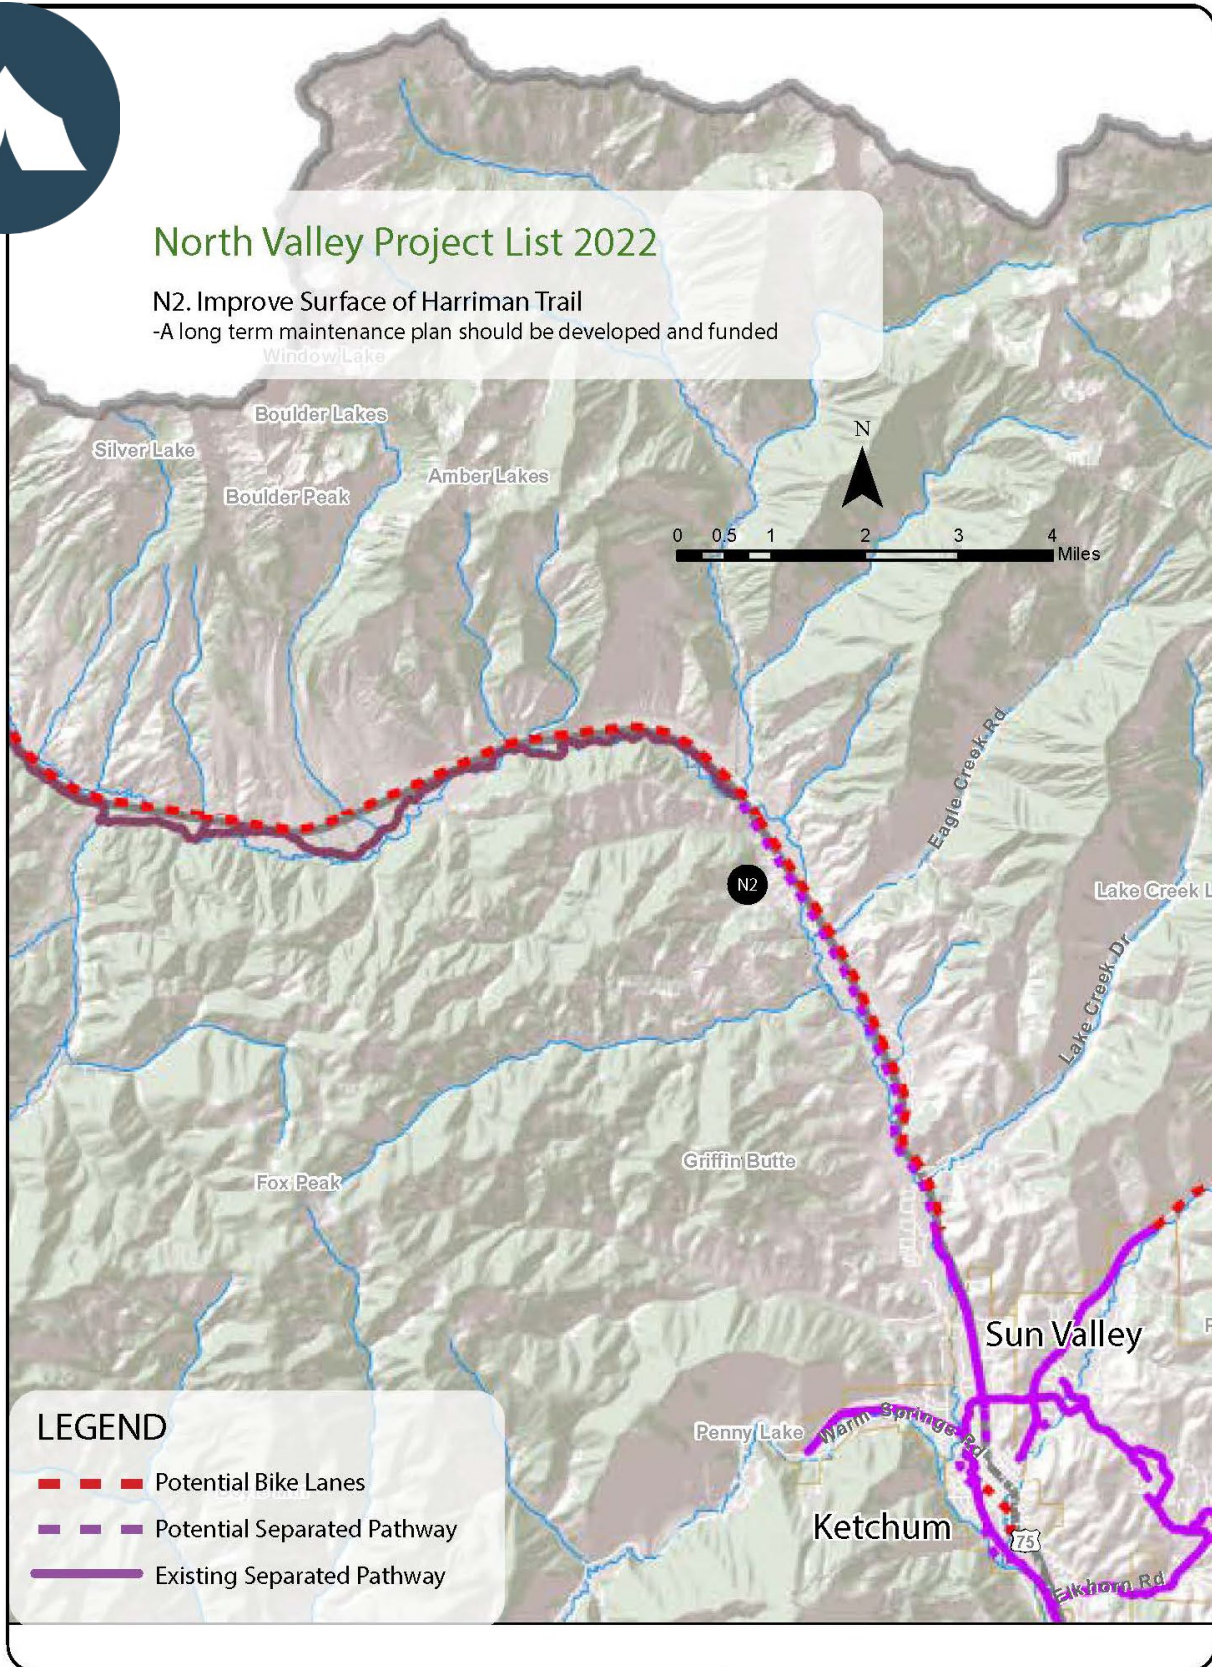 North Valley Project List 2022
N2. Improve Surface of Harriman Trail
-A long term maintenance plan should be developed and funded
Window Lake
Boulder Lakes
Silver Lake
Amber Lakes
Boulder Peak
N
0 0.5 1 2 3 4
Miles
Eagle Creek Rd
N2
Lake Creek L
Lake Creek Dr
Griffin Butte
Fox Peak
Sun Valley
Penny Lake
Warm Springs Rd
Ketchum
75
Elkhorn Rd
LEGEND
Potential Bike Lanes
Potential Separated Pathway
Existing Separated Pathway